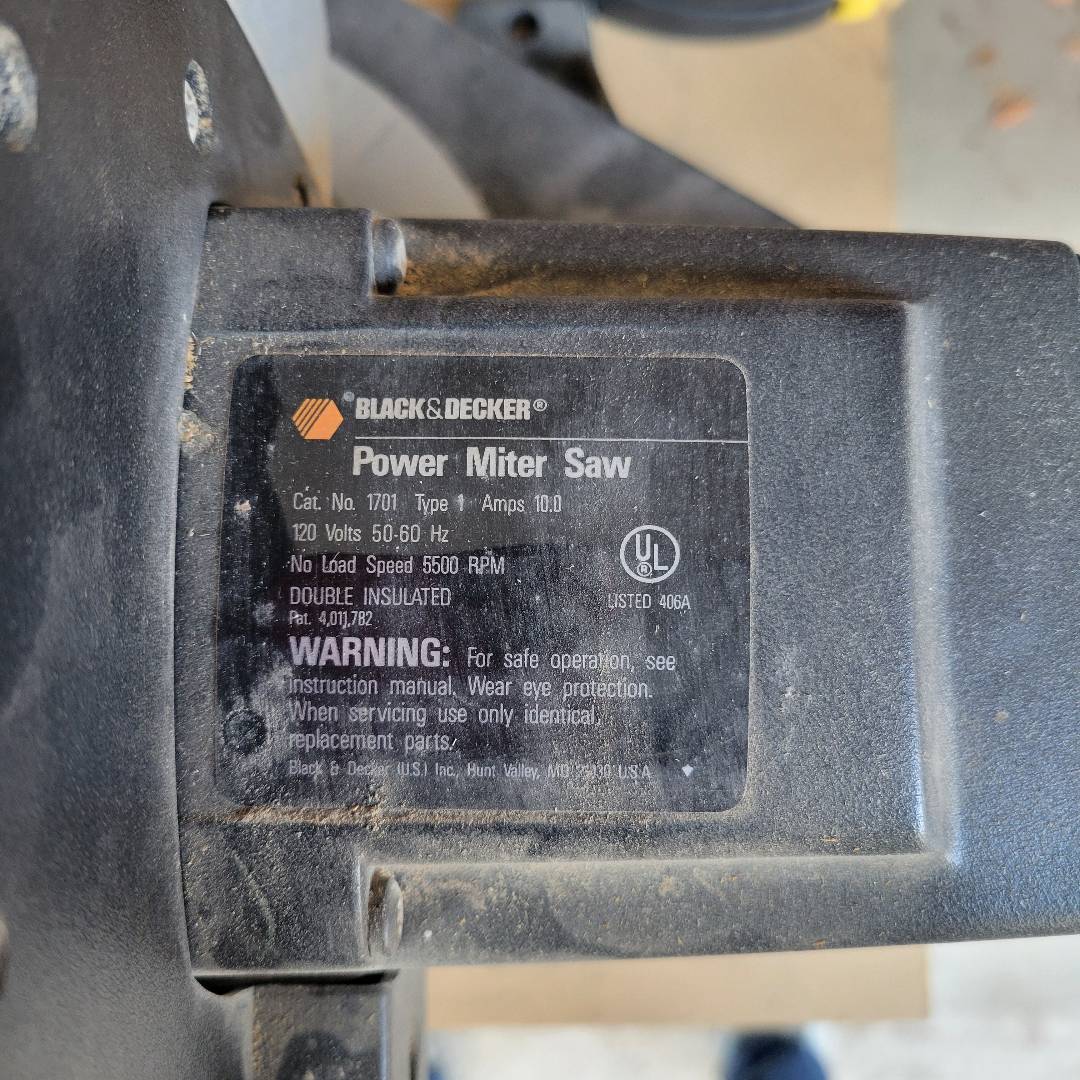 BLACK&DECKER®
Power Miter Saw
Cat. No. 1701 Type 1 Amps 10.0
120 Volts 50-60 Hz
No Load Speed 5500 RPM
DOUBLE INSULATED
Pat. 4,011,782
UL®
LISTED 406A
WARNING: For safe operation, see
instruction manual. Wear eye protection.
When servicing use only identical
replacement parts.
Black & Decker (U.S.) Inc., Hunt Valley, MD U.S.A